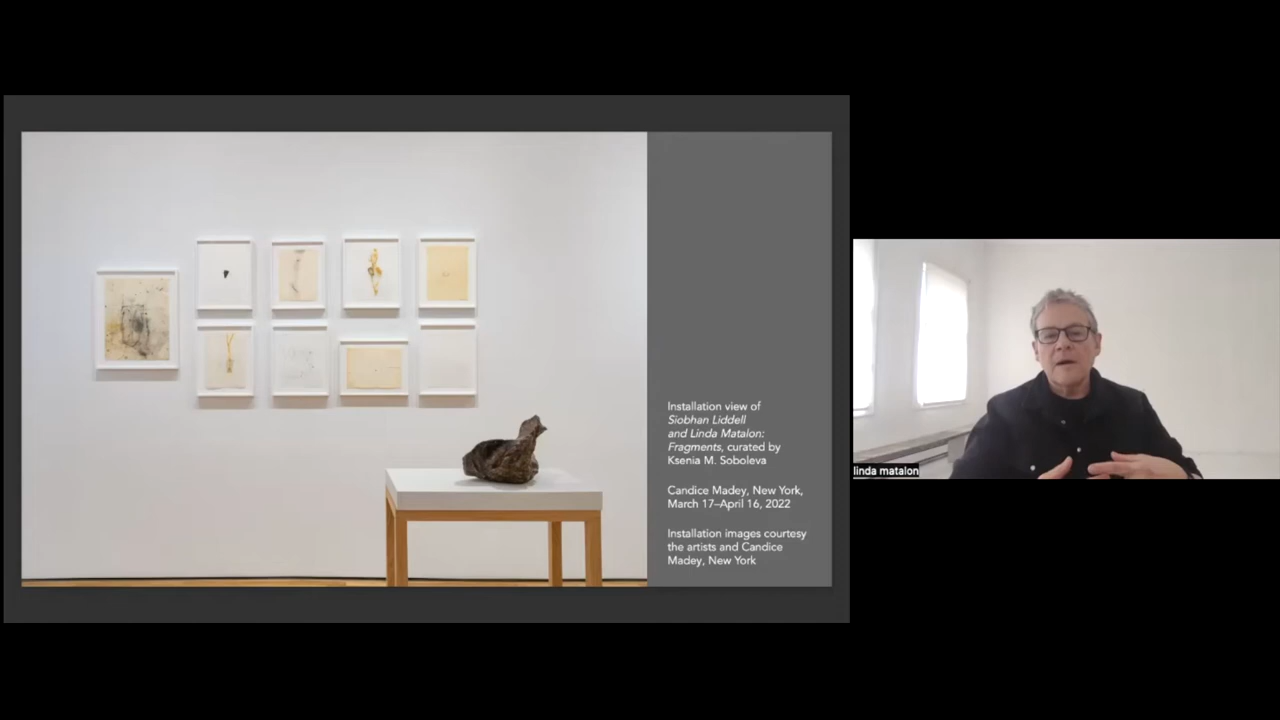 Installation view of
Siobhan Liddell
and Linda Matalon:
Fragments, curated by
Ksenia M. Soboleva
Candice Madey, New York,
March 17–April 16, 2022
Installation images courtesy
the artists and Candice
Madey, New York
linda matalon